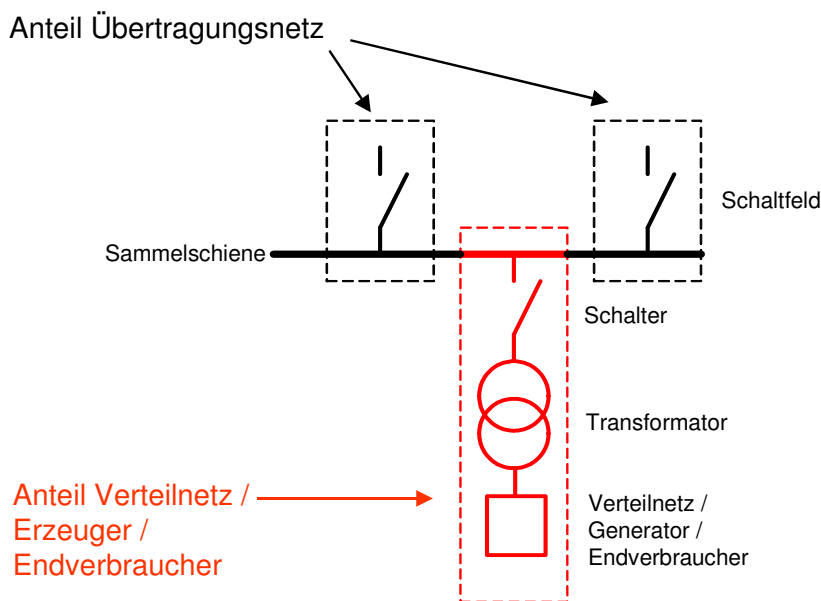 Anteil Übertragungsnetz
Schaltfeld
Sammelschiene
Schalter
Transformator
Anteil Verteilnetz /
Erzeuger /
Endverbraucher
Verteilnetz /
Generator /
Endverbraucher